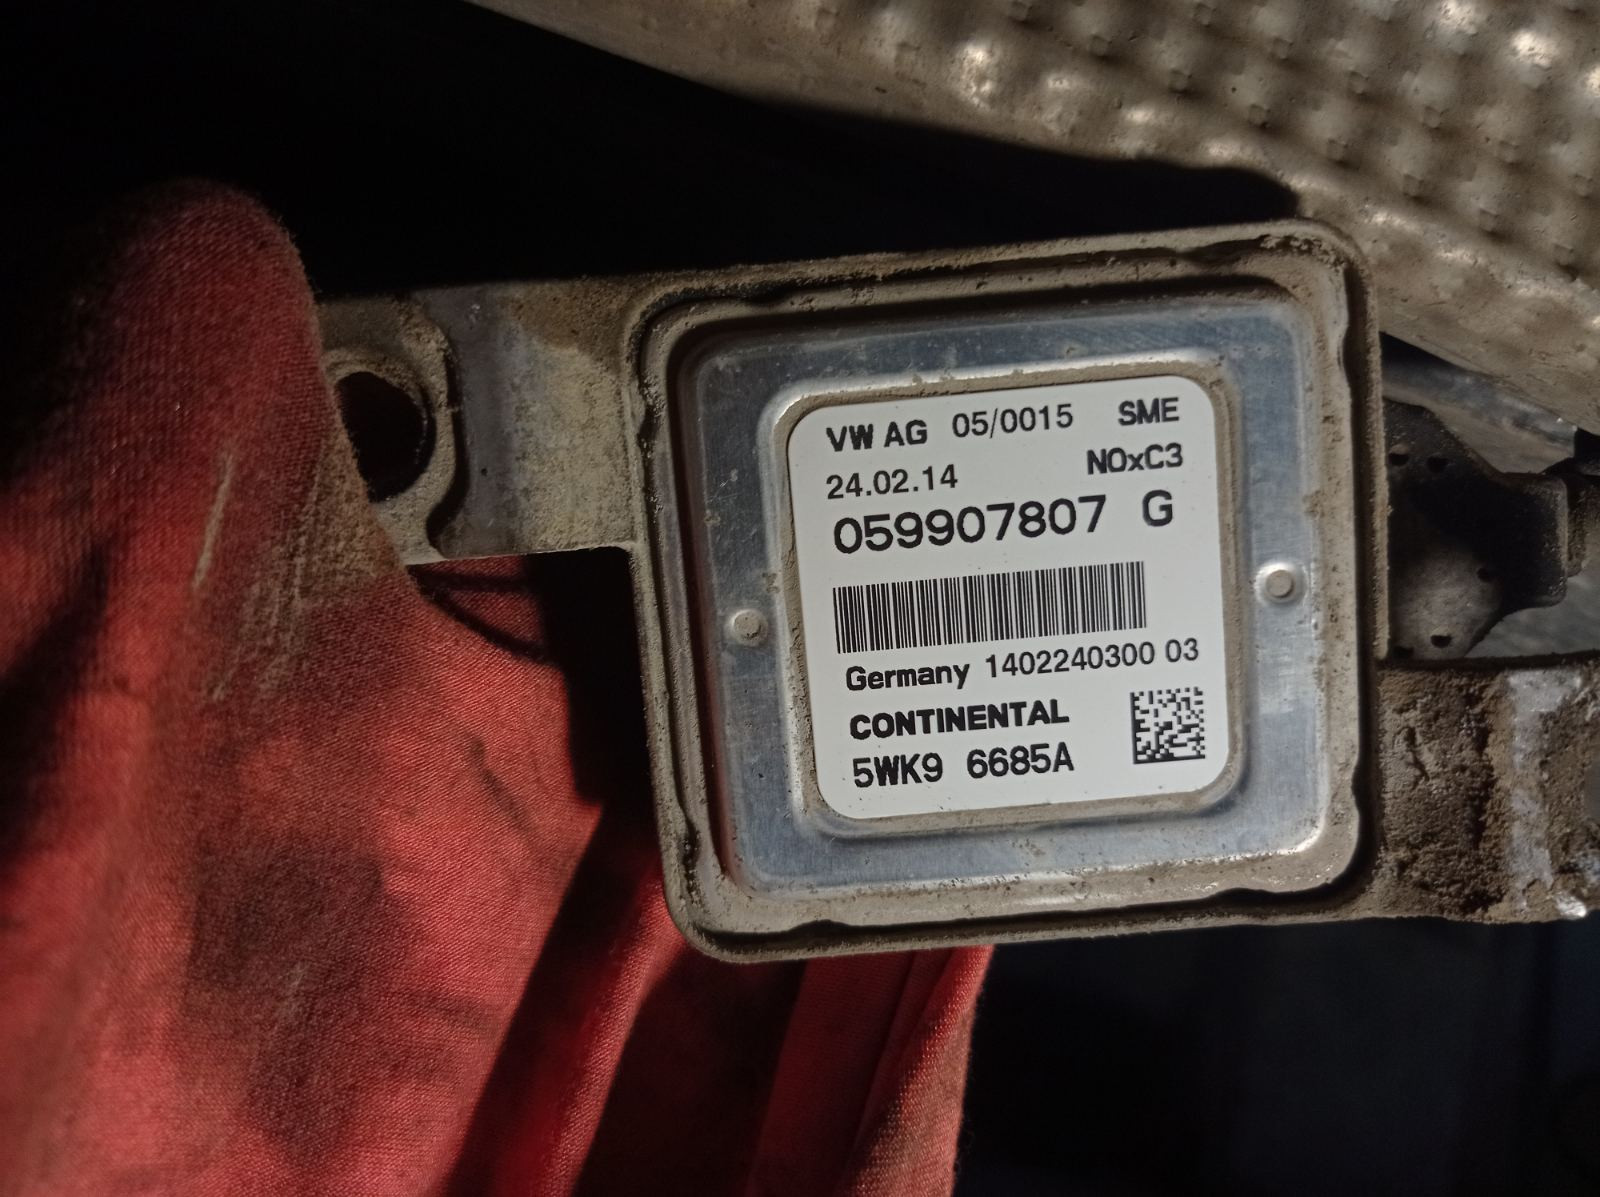 VW AG 05/0015 SME
24.02.14 NOxC3
059907807 G
Germany 1402240300 03
CONTINENTAL
5WK9 6685A